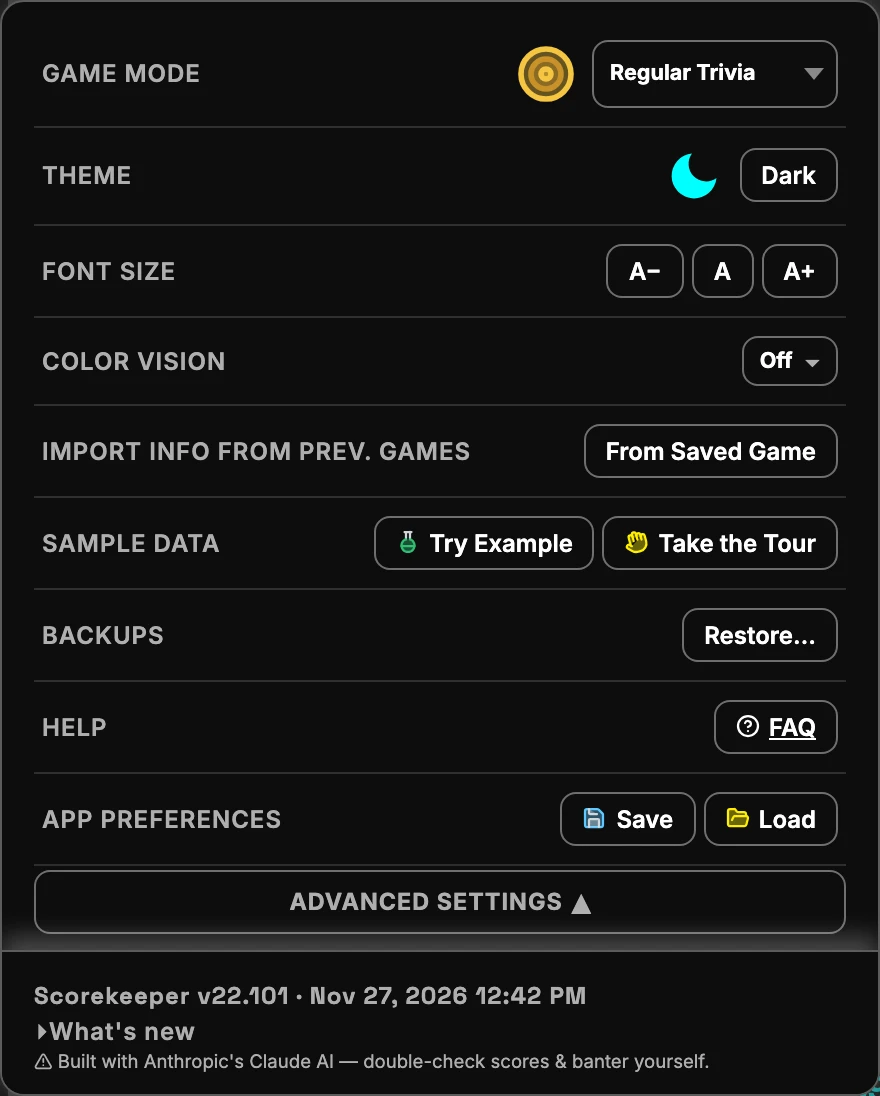 GAME MODE Regular Trivia
THEME Dark
FONT SIZE A− A A+
COLOR VISION Off
IMPORT INFO FROM PREV. GAMES From Saved Game
SAMPLE DATA Try Example Take the Tour
BACKUPS Restore...
HELP FAQ
APP PREFERENCES Save Load
ADVANCED SETTINGS ▲
Scorekeeper v22.101 · Nov 27, 2026 12:42 PM
What's new
⚠ Built with Anthropic's Claude AI — double-check scores & banter yourself.